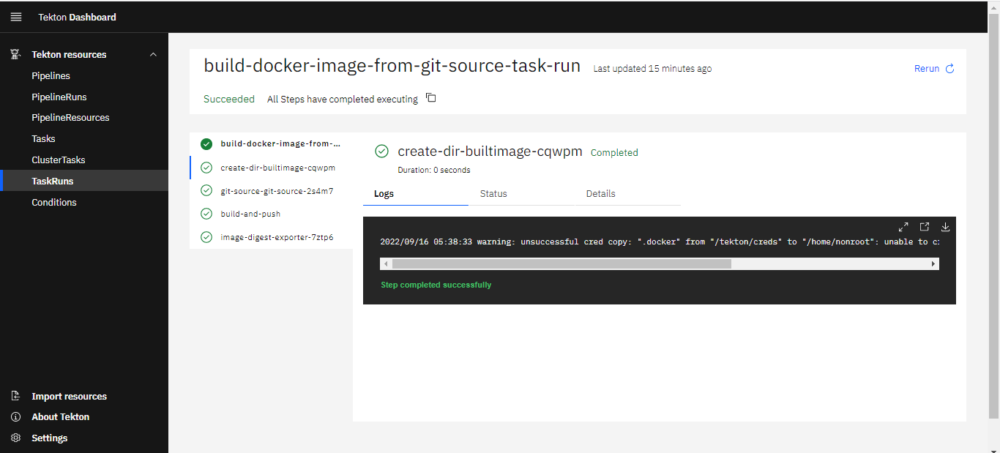 Tekton Dashboard
Tekton resources
Pipelines
PipelineRuns
PipelineResources
Tasks
ClusterTasks
TaskRuns
Conditions
Import resources
About Tekton
Settings
build-docker-image-from-git-source-task-run Last updated 15 minutes ago
Rerun
Succeeded All Steps have completed executing
build-docker-image-from-...
create-dir-builtimage-cqwpm
git-source-git-source-2s4m7
build-and-push
image-digest-exporter-7ztp6
create-dir-builtimage-cqwpm Completed
Duration: 0 seconds
Logs Status Details
2022/09/16 05:38:33 warning: unsuccessful cred copy: ".docker" from "/tekton/creds" to "/home/nonroot": unable to
Step completed successfully